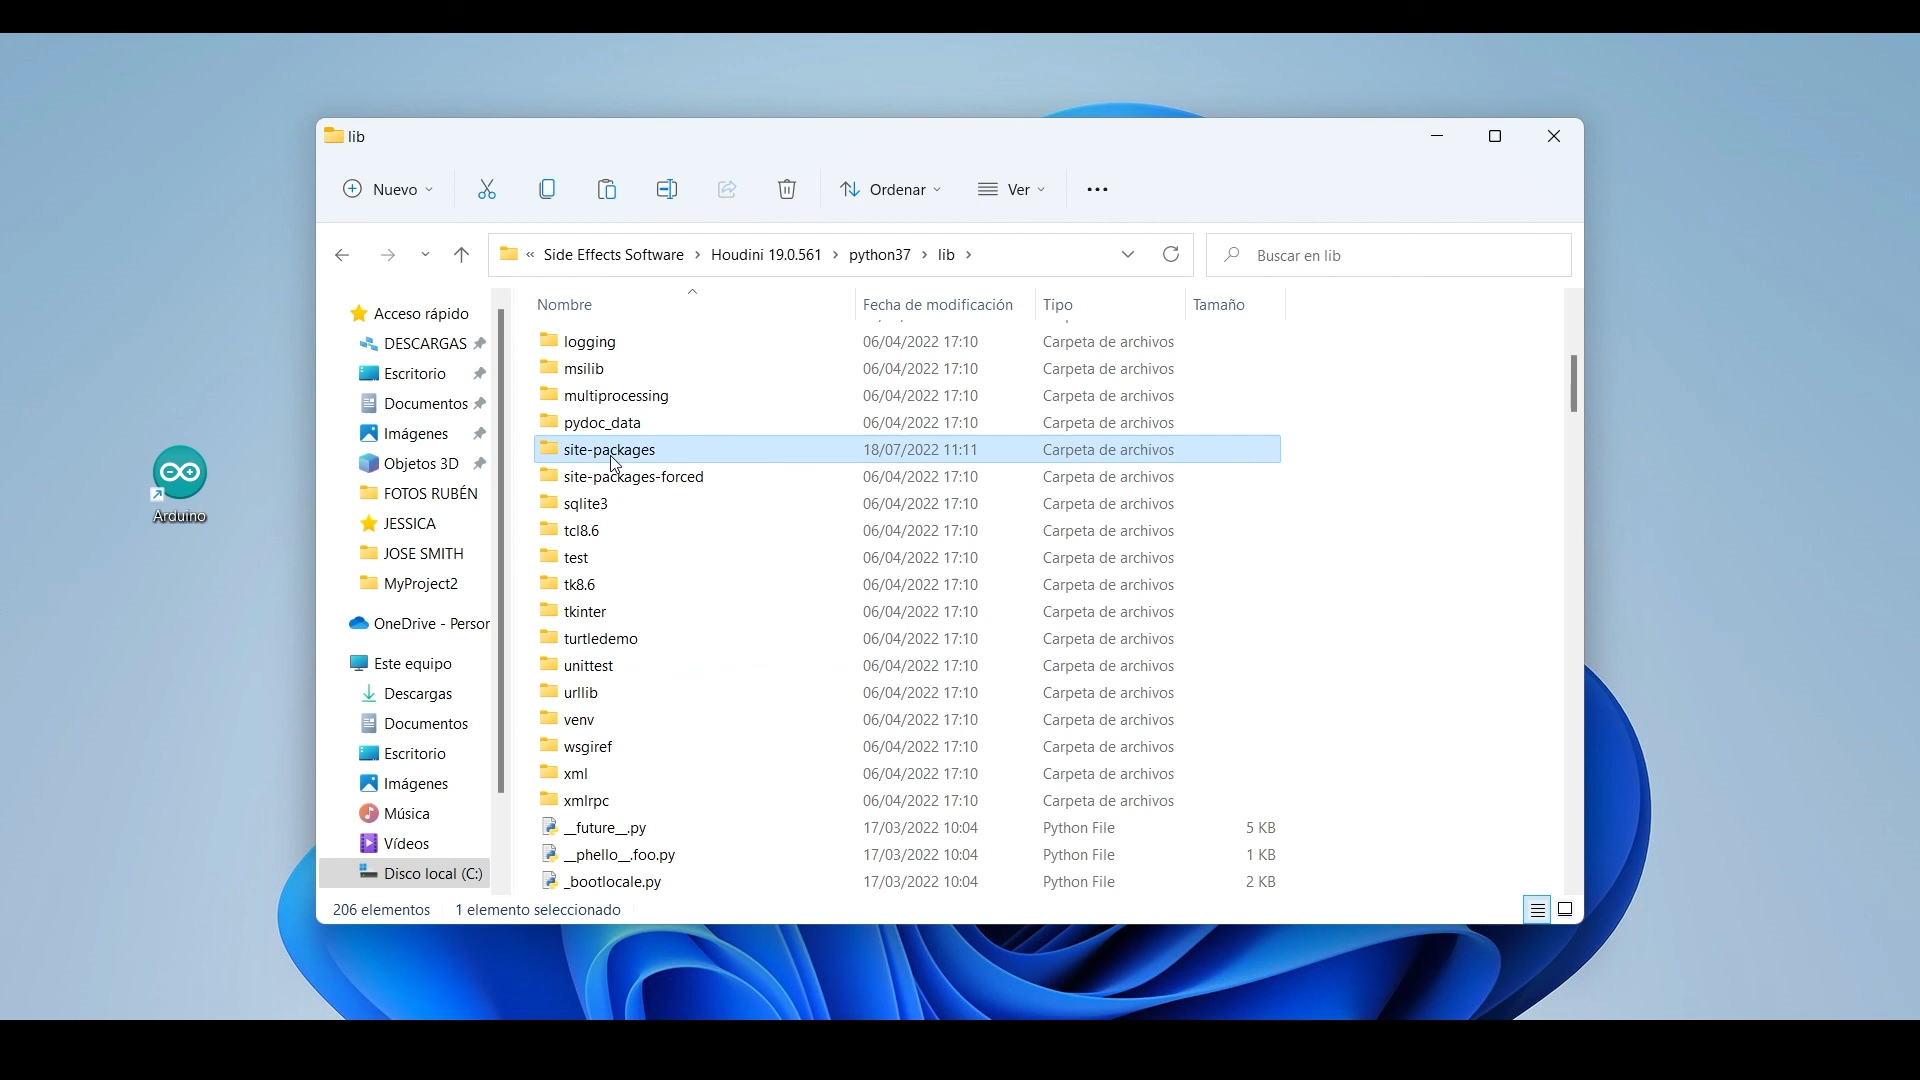 lib
Nuevo
Ordenar
Ver
« Side Effects Software > Houdini 19.0.561 > python37 > lib >
Buscar en lib
Nombre Fecha de modificación Tipo Tamaño
logging 06/04/2022 17:10 Carpeta de archivos
msilib 06/04/2022 17:10 Carpeta de archivos
multiprocessing 06/04/2022 17:10 Carpeta de archivos
pydoc_data 06/04/2022 17:10 Carpeta de archivos
site-packages 18/07/2022 11:11 Carpeta de archivos
site-packages-forced 06/04/2022 17:10 Carpeta de archivos
sqlite3 06/04/2022 17:10 Carpeta de archivos
tcl8.6 06/04/2022 17:10 Carpeta de archivos
test 06/04/2022 17:10 Carpeta de archivos
tk8.6 06/04/2022 17:10 Carpeta de archivos
tkinter 06/04/2022 17:10 Carpeta de archivos
turtledemo 06/04/2022 17:10 Carpeta de archivos
unittest 06/04/2022 17:10 Carpeta de archivos
urllib 06/04/2022 17:10 Carpeta de archivos
venv 06/04/2022 17:10 Carpeta de archivos
wsgiref 06/04/2022 17:10 Carpeta de archivos
xml 06/04/2022 17:10 Carpeta de archivos
xmlrpc 06/04/2022 17:10 Carpeta de archivos
__future__.py 17/03/2022 10:04 Python File 5 KB
__phello__.foo.py 17/03/2022 10:04 Python File 1 KB
_bootlocale.py 17/03/2022 10:04 Python File 2 KB
Acceso rápido
DESCARGAS
Escritorio
Documentos
Imágenes
Objetos 3D
FOTOS RUBÉN
JESSICA
JOSE SMITH
MyProject2
OneDrive - Person
Este equipo
Descargas
Documentos
Escritorio
Imágenes
Música
Vídeos
Disco local (C:)
206 elementos 1 elemento seleccionado
Arduino